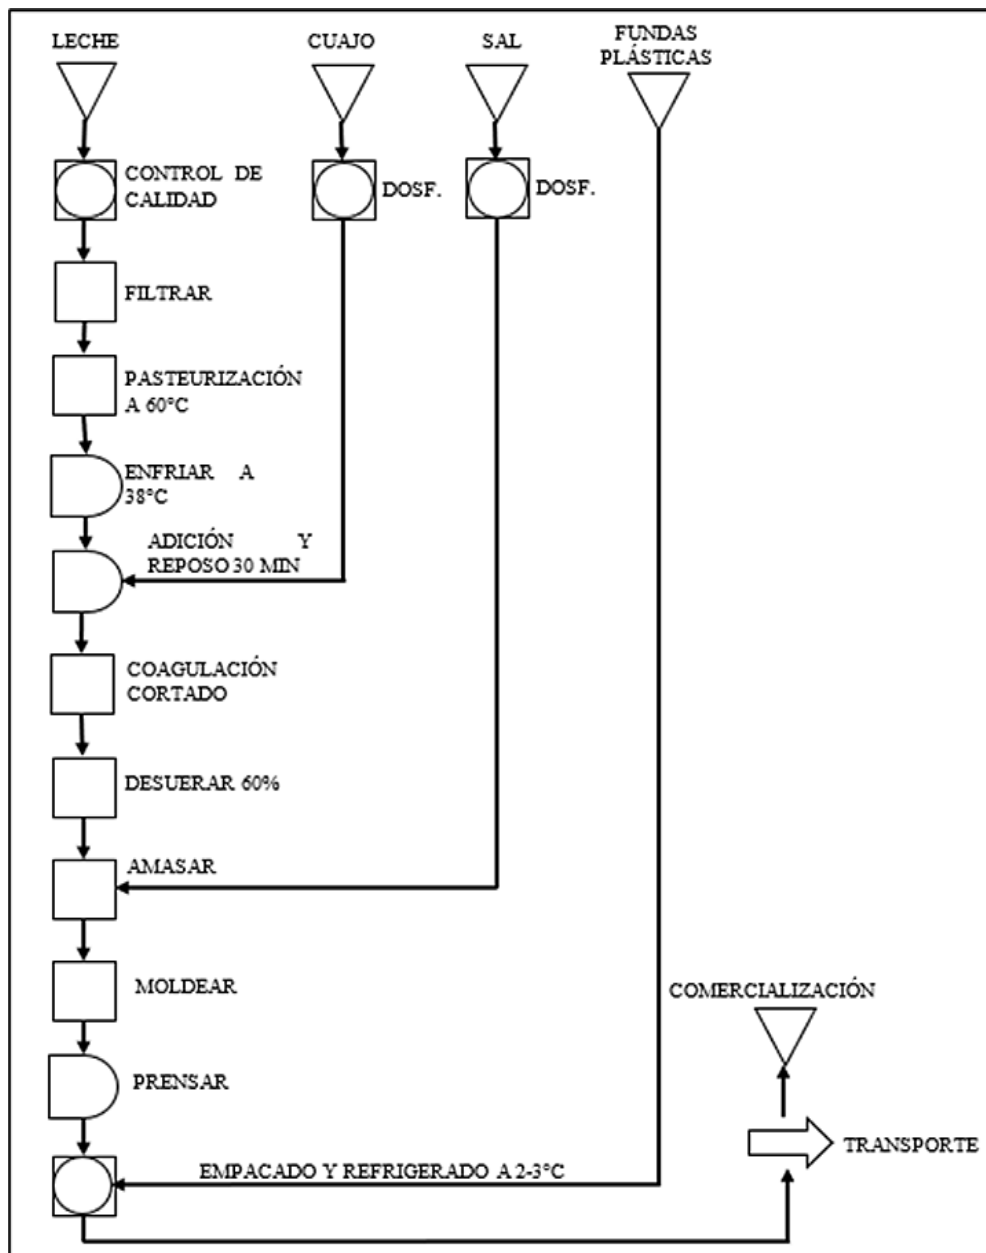 LECHE
CUAJO
SAL
FUNDAS
PLÁSTICAS
CONTROL DE
CALIDAD
DOSF.
DOSF.
FILTRAR
PASTEURIZACIÓN
A 60°C
ENFRIAR A
38°C
ADICIÓN Y
REPOSO 30 MIN
COAGULACIÓN
CORTADO
DESUERAR 60%
AMASAR
MOLDEAR
COMERCIALIZACIÓN
PRENSAR
TRANSPORTE
EMPACADO Y REFRIGERADO A 2-3°C